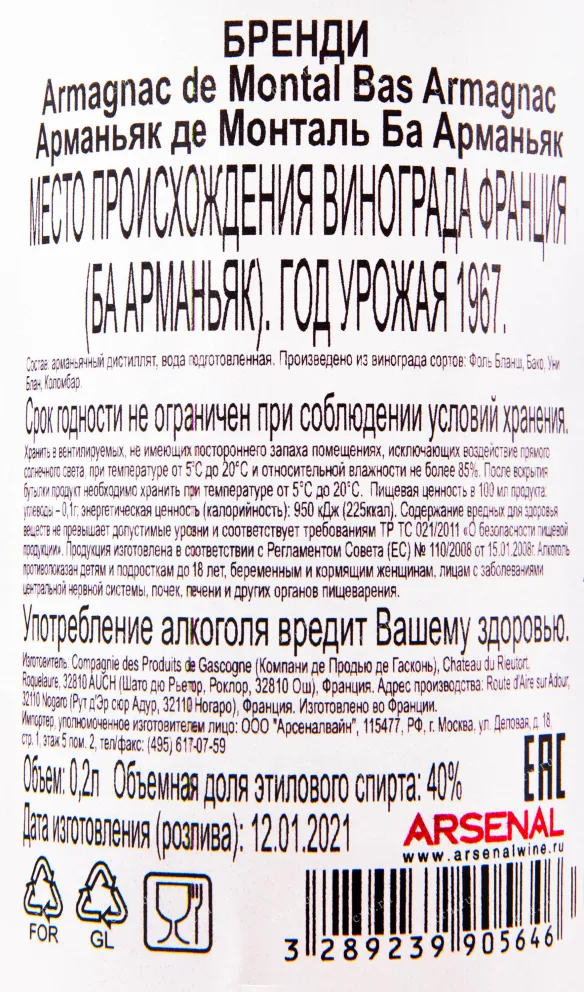 БРЕНДИ
Armagnac de Montal Bas Armagnac
Арманьяк де Монталь Ба Арманьяк
МЕСТО ПРОИСХОЖДЕНИЯ ВИНОГРАДА ФРАНЦИЯ
(БА АРМАНЬЯК). ГОД УРОЖАЯ 1967.
Состав: арманьячный дистиллят, вода подготовленная. Произведено из винограда сортов: Фоль Бланш, Бако, Уни
Блан, Коломбар.
Срок годности не ограничен при соблюдении условий хранения.
Хранить в вентилируемых, не имеющих постороннего запаха помещениях, исключающих воздействие прямого
солнечного света, при температуре от 5°С до 20°С и относительной влажности не более 85%. После вскрытия
бутылки продукт необходимо хранить при температуре от 5°С до 20°С. Пищевая ценность в 100 мл продукта:
углеводы – 0,1г; энергетическая ценность (калорийность): 950 кДж (225ккал). Содержание вредных для здоровья
веществ не превышает допустимые уровни и соответствует требованиям ТР ТС 021/2011 «О безопасности пищевой
продукции». Продукция изготовлена в соответствии с Регламентом Совета (ЕС) № 110/2008 от 15.01.2008г. Алкоголь
противопоказан детям и подросткам до 18 лет, беременным и кормящим женщинам, лицам с заболеваниями
центральной нервной системы, почек, печени и других органов пищеварения.
Употребление алкоголя вредит Вашему здоровью.
Изготовитель: Compagnie des Produits de Gascogne (Компани де Продью де Гасконь), Chateau du Rieutort,
Roquelaure, 32810 AUCH (Шато дю Рьетор, Роклор, 32810 Ош), Франция. Адрес производства: Route d'Aire sur Adour,
32110 Nogaro (Рут д'Эр сюр Адур, 32110 Ногаро), Франция. Изготовлено во Франции.
Импортер, уполномоченное изготовителем лицо: ООО "Арсеналвайн", 115477, РФ, г. Москва, ул. Деловая, д. 18,
стр. 1, этаж 5 пом. 2, тел/факс: (495) 617-07-59
Объем: 0,2л Объемная доля этилового спирта: 40%
EAC
Дата изготовления (розлива): 12.01.2021
ARSENAL
www.arsenalwine.ru
FOR GL
3 289239 905646